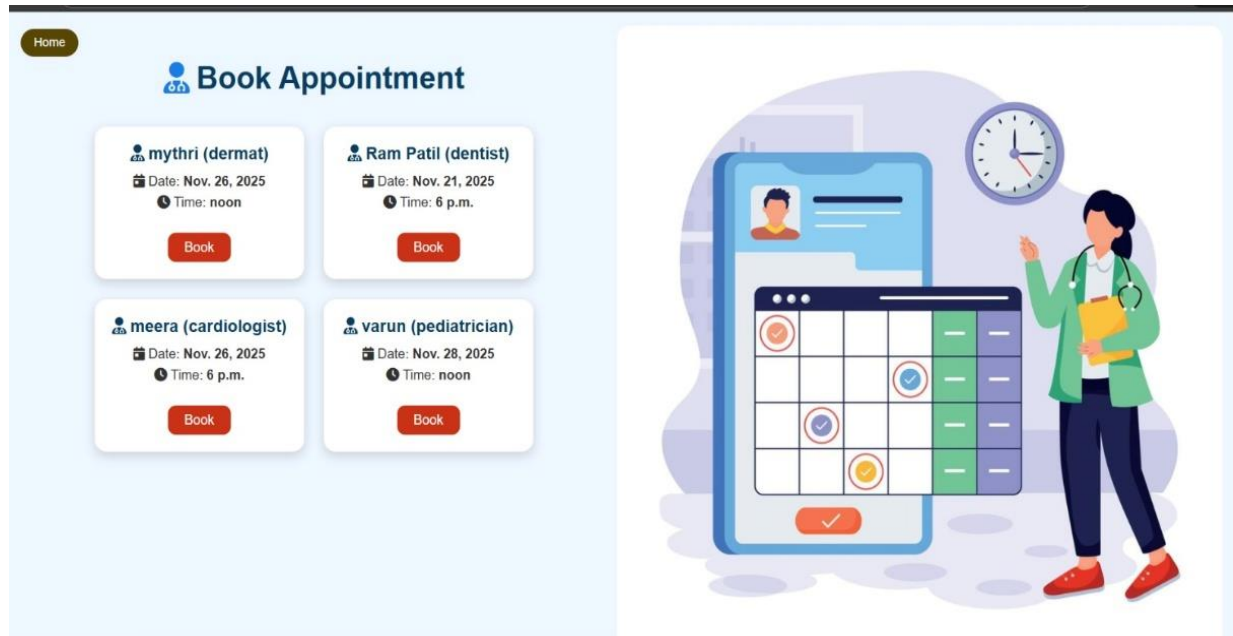 Home
Book Appointment
mythri (dermat)
Date: Nov. 26, 2025
Time: noon
Book
Ram Patil (dentist)
Date: Nov. 21, 2025
Time: 6 p.m.
Book
meera (cardiologist)
Date: Nov. 26, 2025
Time: 6 p.m.
Book
varun (pediatrician)
Date: Nov. 28, 2025
Time: noon
Book